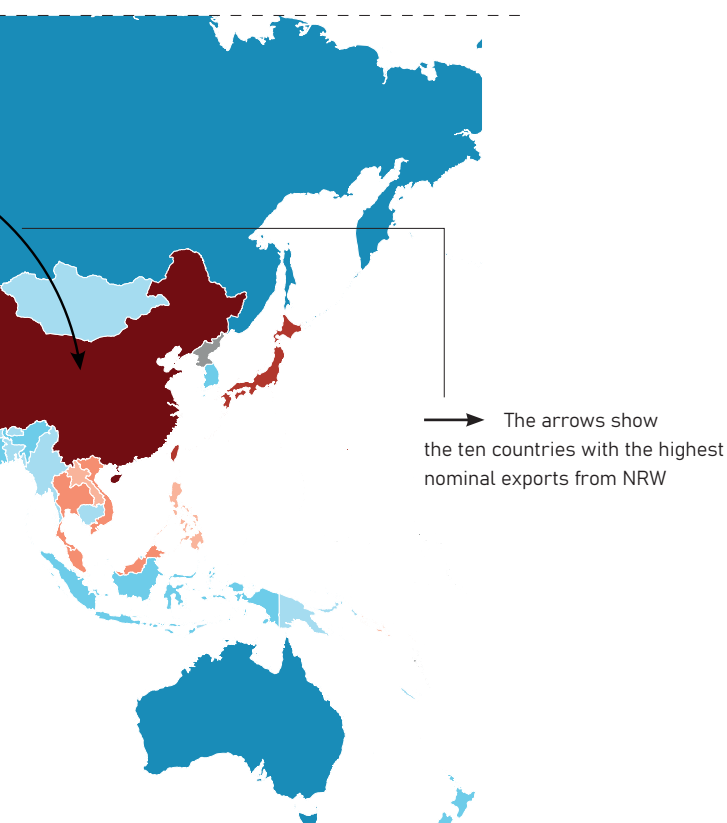 The arrows show
the ten countries with the highest
nominal exports from NRW